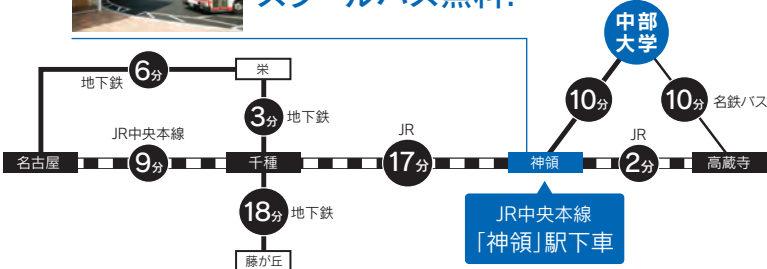 スクールバス無料!
中部
大学
6分
栄
地下鉄
3分
地下鉄
10分
10分
名鉄バス
JR中央本線
JR
JR
名古屋
9分
千種
17分
神領
2分
高蔵寺
18分
地下鉄
JR中央本線
「神領」駅下車
藤が丘